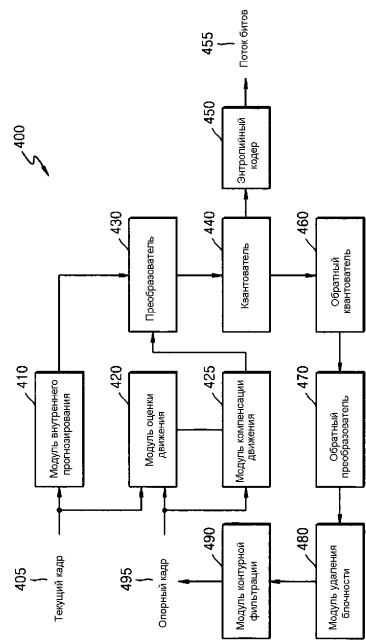 400
405
Текущий кадр
410
Модуль внутреннего
прогнозирования
430
Преобразователь
495
Опорный кадр
420
Модуль оценки
движения
440
Квантователь
450
Энтропийный
кодер
455
Поток битов
425
Модуль компенсации
движения
490
Модуль контурной
фильтрации
480
Модуль удаления
блочности
470
Обратный
преобразователь
460
Обратный
квантователь